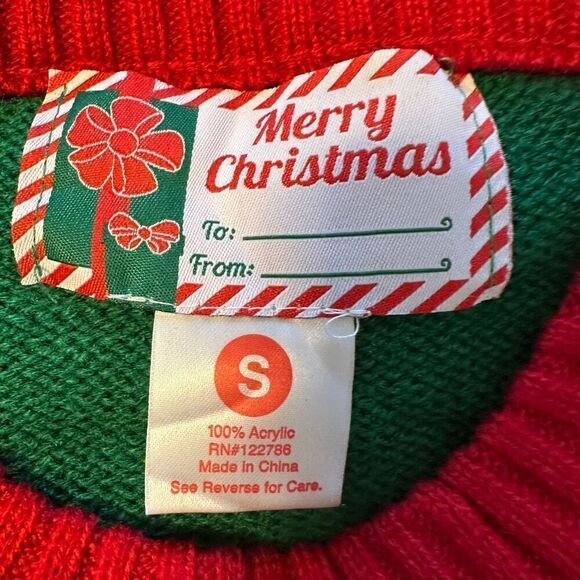 Merry
Christmas
To:
From:
S
100% Acrylic
RN#122786
Made in China
See Reverse for Care.